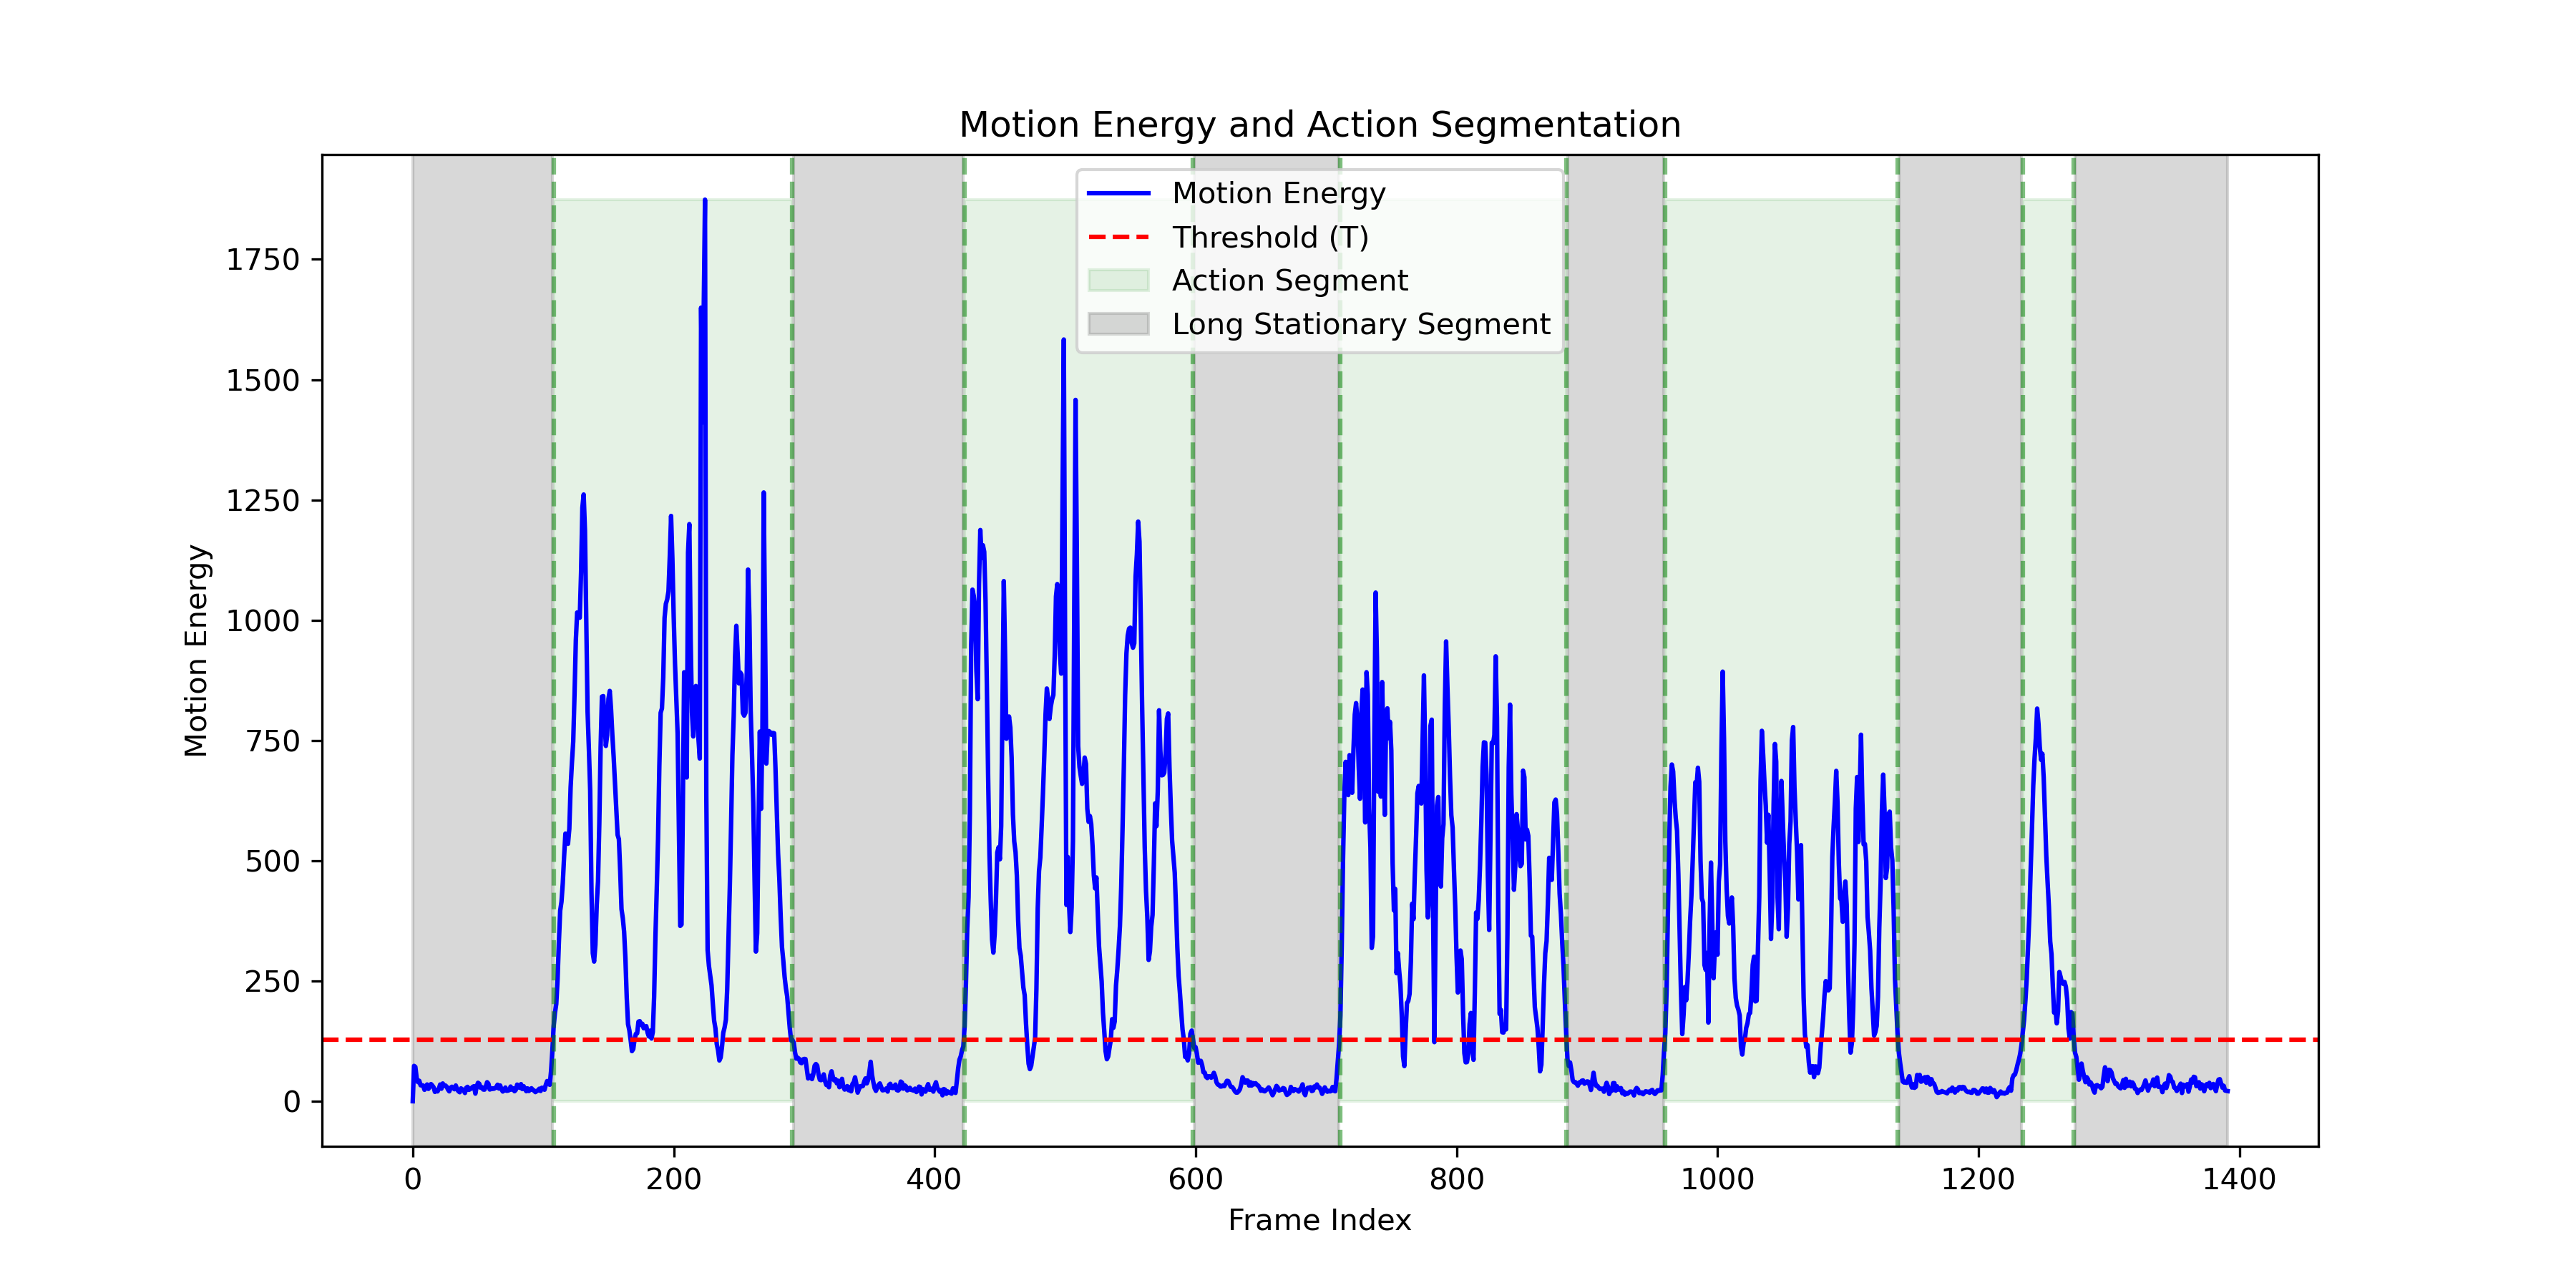 Motion Energy and Action Segmentation
Motion Energy
Threshold (T)
Action Segment
Long Stationary Segment
Motion Energy
1750
1500
1250
1000
750
500
250
0
0 200 400 600 800 1000 1200 1400
Frame Index